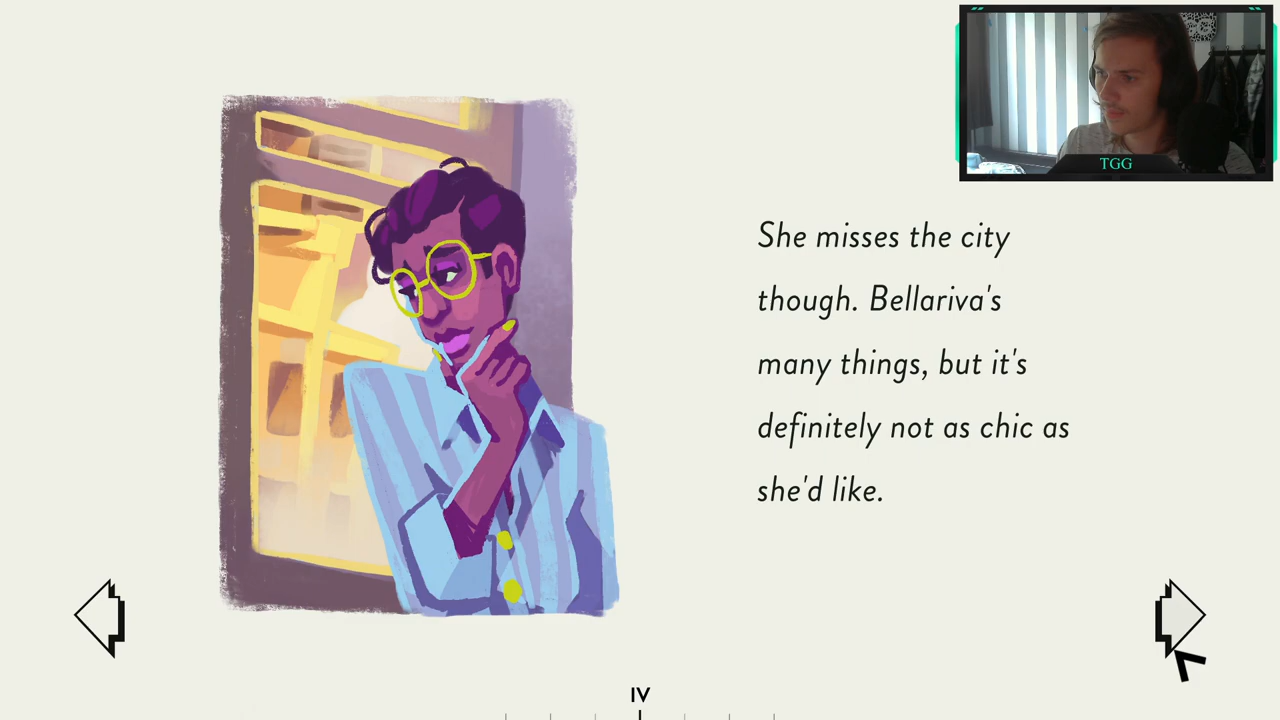 TGG
She misses the city
though. Bellariva's
many things, but it's
definitely not as chic as
she'd like.
IV